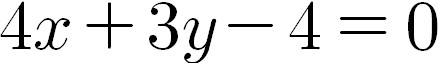 4x + 3y − 4 = 0